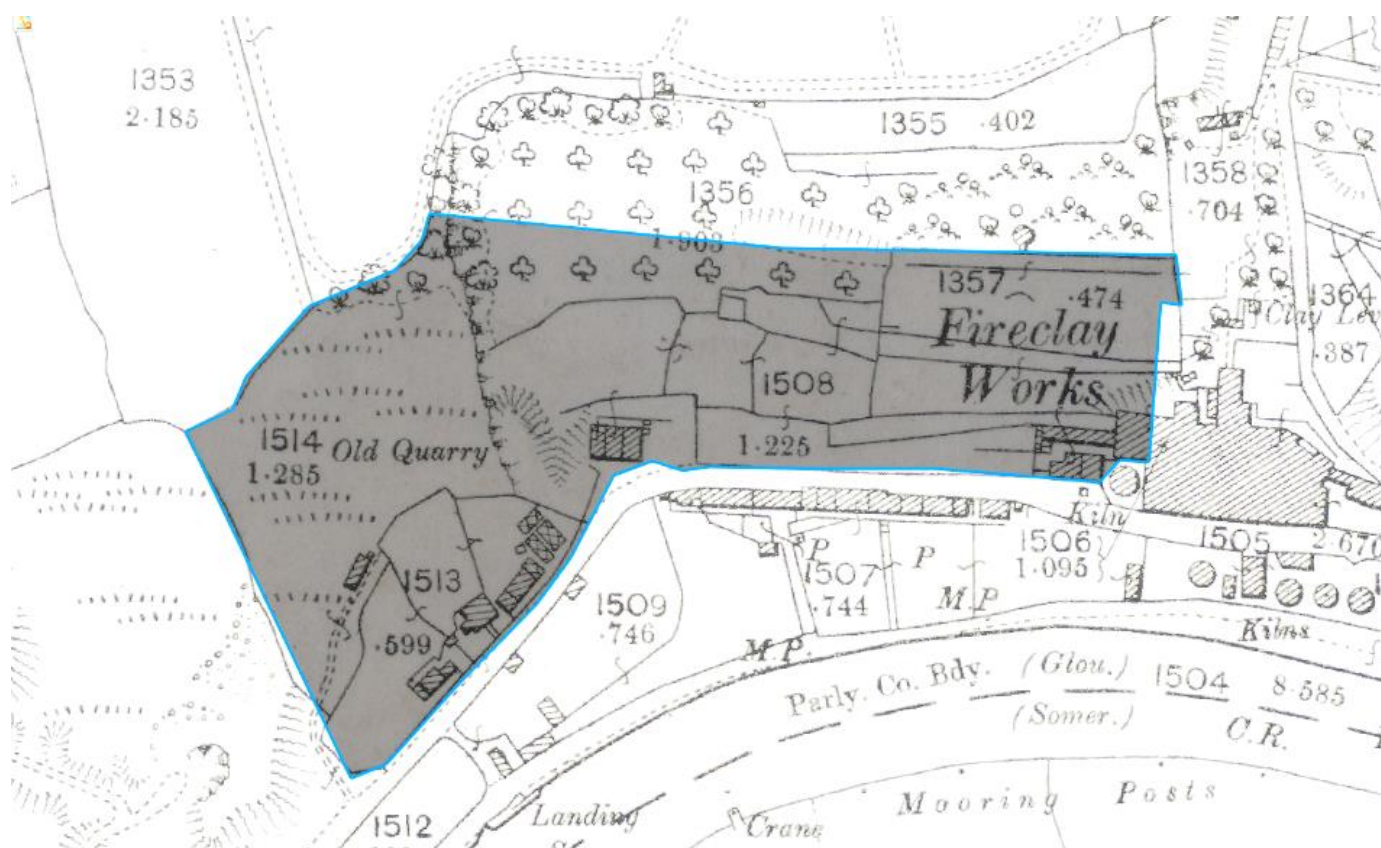 1353
2·185
1355 ·402
1356
1·903
1358
·704
1357
·474
1364
·387
Fireclay
Works
Clay
1508
1·225
1514
1·285
Old Quarry
1513
·599
Kiln
1506
1·095
1505
2·670
P
P
1507
·744
M.P
M.P.
1509
·746
Kilns
Parly. Co. Bdy. (Glou.) 1504 8·585
(Somer.)
C.R.
Mooring Posts
Landing
Crane
1512